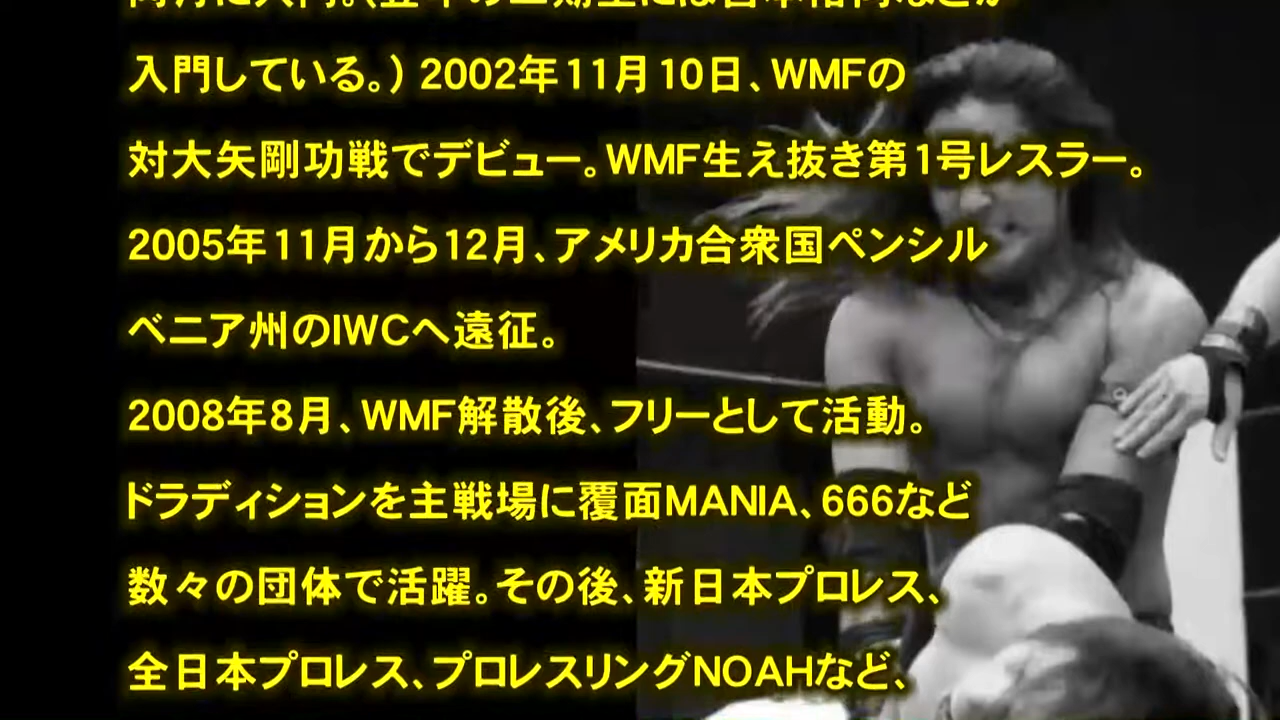 入門している。) 2002年11月10日、WMFの
対大矢剛功戦でデビュー。WMF生え抜き第1号レスラー。
2005年11月から12月、アメリカ合衆国ペンシル
ベニア州のIWCへ遠征。
2008年8月、WMF解散後、フリーとして活動。
ドラディションを主戦場に覆面MANIA、666など
数々の団体で活躍。その後、新日本プロレス、
全日本プロレス、プロレスリングNOAHなど、